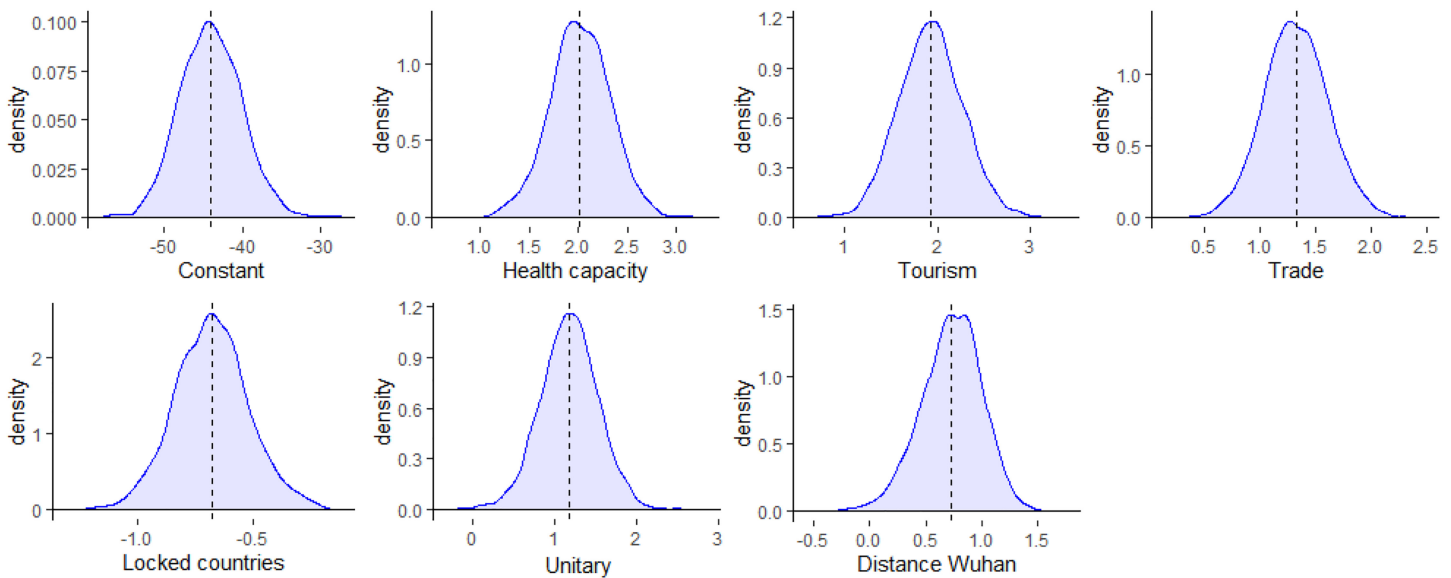 density
0.100
0.075
0.050
0.025
0.000
-50 -40 -30
Constant
density
1.0
0.5
0.0
1.0 1.5 2.0 2.5 3.0
Health capacity
density
1.2
0.9
0.6
0.3
0.0
1 2 3
Tourism
density
1.0
0.5
0.0
0.5 1.0 1.5 2.0 2.5
Trade
density
2
1
0
-1.0 -0.5
Locked countries
density
1.2
0.9
0.6
0.3
0.0
0 1 2 3
Unitary
density
1.5
1.0
0.5
0.0
-0.5 0.0 0.5 1.0 1.5
Distance Wuhan